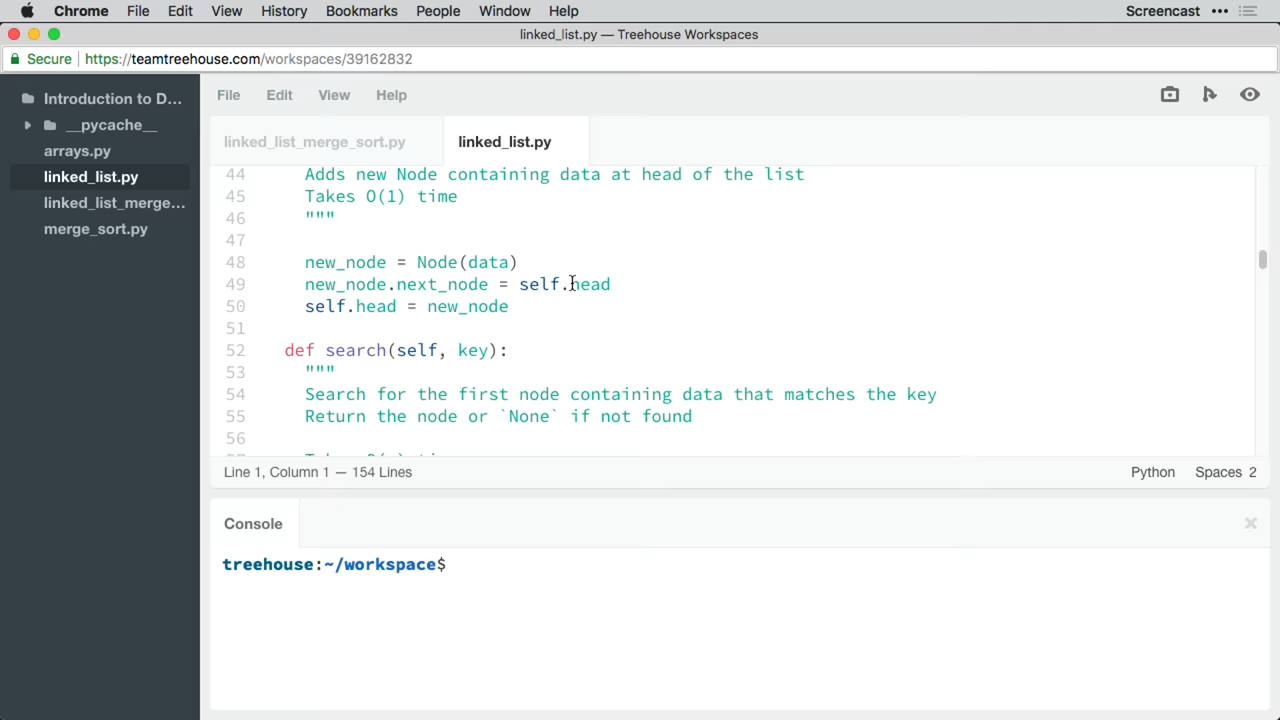 Chrome File Edit View History Bookmarks People Window Help Screencast
linked_list.py — Treehouse Workspaces
Secure https://teamtreehouse.com/workspaces/39162832
Introduction to D...
__pycache__
arrays.py
linked_list.py
linked_list_merge...
merge_sort.py
File Edit View Help
linked_list_merge_sort.py linked_list.py
44 Adds new Node containing data at head of the list
45 Takes O(1) time
46 """
47
48 new_node = Node(data)
49 new_node.next_node = self.head
50 self.head = new_node
51
52 def search(self, key):
53 """
54 Search for the first node containing data that matches the key
55 Return the node or `None` if not found
56
Line 1, Column 1 — 154 Lines Python Spaces 2
Console
treehouse:~/workspace$